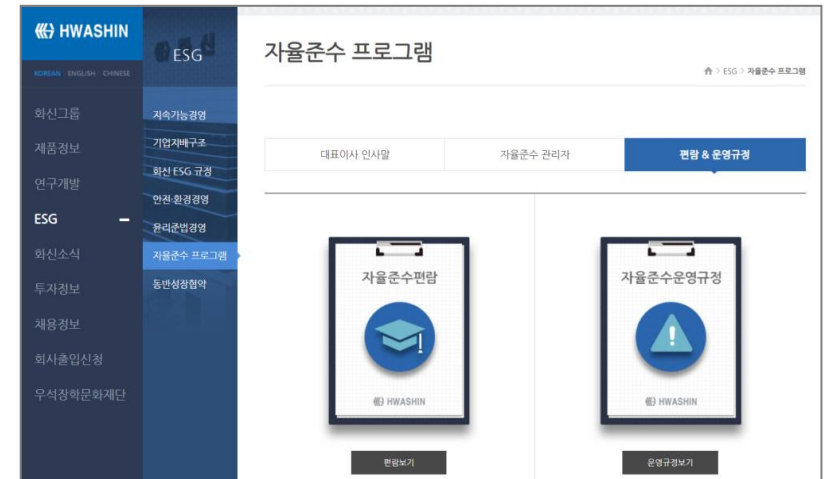 HWASHIN
KOREAN ENGLISH CHINESE
화신그룹
제품정보
연구개발
ESG
화신소식
투자정보
채용정보
회사출입신청
우석장학문화재단
ESG
지속가능경영
기업지배구조
화신 ESG 규정
안전·환경경영
윤리준법경영
자율준수 프로그램
동반성장협약
자율준수 프로그램
> ESG > 자율준수 프로그램
대표이사 인사말
자율준수 관리자
편람 & 운영규정
자율준수편람
HWASHIN
편람보기
자율준수운영규정
HWASHIN
운영규정보기